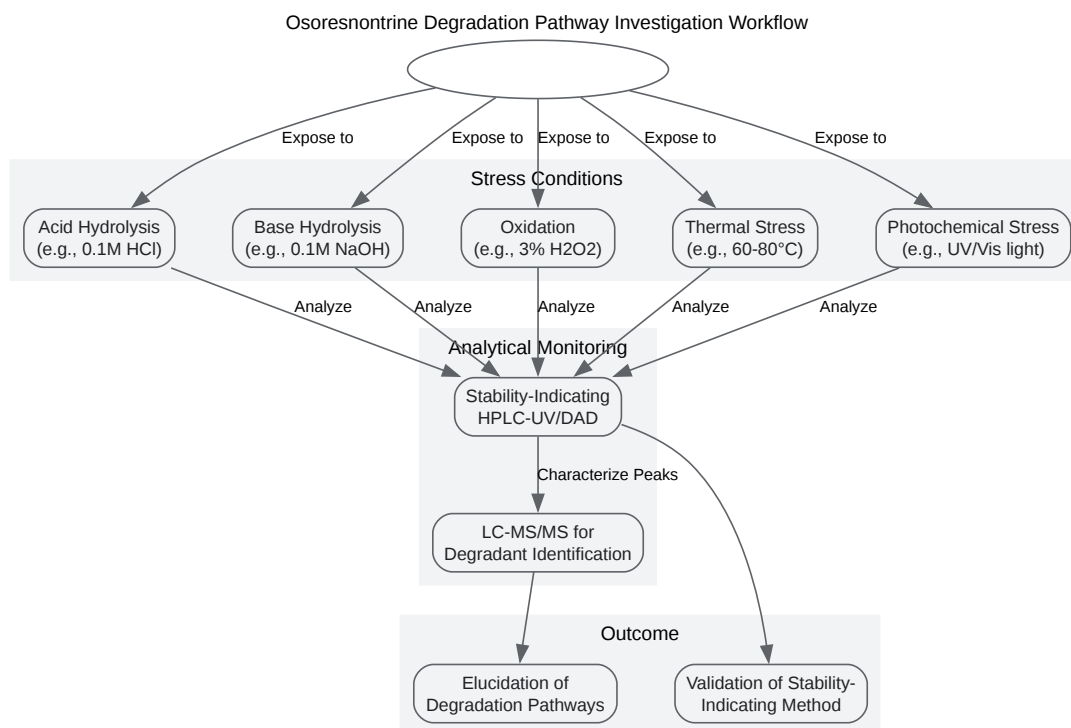 Osoresnontrine Degradation Pathway Investigation Workflow
Expose to
Expose to
Expose to
Expose to
Expose to
Stress Conditions
Acid Hydrolysis
(e.g., 0.1M HCl)
Base Hydrolysis
(e.g., 0.1M NaOH)
Oxidation
(e.g., 3% H2O2)
Thermal Stress
(e.g., 60-80°C)
Photochemical Stress
(e.g., UV/Vis light)
Analyze
Analyze
Analyze
Analyze
Analyze
Analytical Monitoring
Stability-Indicating
HPLC-UV/DAD
Characterize Peaks
LC-MS/MS for
Degradant Identification
Outcome
Elucidation of
Degradation Pathways
Validation of Stability-
Indicating Method